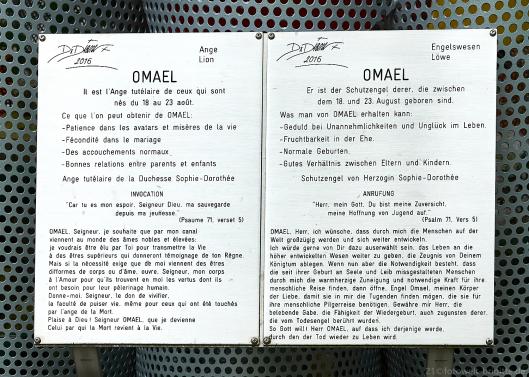 2016
Ange
Lion
OMAEL
Il est l'Ange tutélaire de ceux qui sont
nés du 18 au 23 août.
Ce que l'on peut obtenir de OMAEL:
-Patience dans les avatars et misères de la vie
-Fécondité dans le mariage
-Des accouchements normaux
-Bonnes relations entre parents et enfants
Ange tutélaire de la Duchesse Sophie-Dorothée
INVOCATION
"Car tu es mon espoir, Seigneur Dieu, ma sauvegarde
depuis ma jeunesse."
(Psaume 71, verset 5)
OMAEL, Seigneur, je souhaite que par mon canal
viennent au monde des âmes nobles et élevées:
je voudrais être élu par Toi pour transmettre la Vie
à des êtres supérieurs qui donneront témoignage de ton Règne.
Mais si la nécessité exige que de moi en viennent des êtres
difformes de corps ou d'âme, ouvre, Seigneur, mon corps
à l'Amour pour qu'ils trouvent en moi les vertus dont ils
ont besoin pour leur pèlerinage humain.
Donne-moi, Seigneur, le don de vivifier,
la faculté de puiser vie, même pour ceux qui ont été touchés
par l'ange de la Mort.
Plaise à Dieu ! Seigneur OMAEL, que je devienne
Celui par qui la Mort revient à la Vie.
2016
Engelswesen
Löwe
OMAEL
Er ist der Schutzengel derer, die zwischen
dem 18. und 23. August geboren sind.
Was man von OMAEL erhalten kann:
-Geduld bei Unannehmlichkeiten und Unglück im Leben.
-Fruchtbarkeit in der Ehe.
-Normale Geburten.
-Gutes Verhältnis zwischen Eltern und Kindern.
Schutzengel von Herzogin Sophie-Dorothée
ANRUFUNG
"Herr, mein Gott, Du bist meine Zuversicht,
meine Hoffnung von Jugend auf."
(Psalm 71, Vers 5)
OMAEL, Herr, ich wünsche, dass durch mich die Menschen auf der
Welt großzügig werden und sich weiter entwickeln.
Ich würde gerne von Dir dazu auserwählt sein, das Leben an die
höher entwickelten Wesen weiter zu geben, die Zeugnis von Deinem
Königtum ablegen. Wenn nun aber die Notwendigkeit besteht, dass
die seit ihrer Geburt an Seele und Leib missgestalteten Menschen
durch mich die warmherzige Zuneigung und notwendige Kraft für ihre
menschliche Reise finden, dann öffne, Engel Omael, meinen Körper
der Liebe, damit sie in mir die Tugenden finden mögen, die sie für
ihre menschliche Pilgerreise benötigen. Gewähre mir Herr, die
belebende Gabe, die Fähigkeit der Wiedergeburt, auch zugunsten derer,
die vom Todesengel berührt wurden.
So Gott will! Herr OMAEL, auf dass ich derjenige werde,
durch den der Tod wieder zu Leben wird.